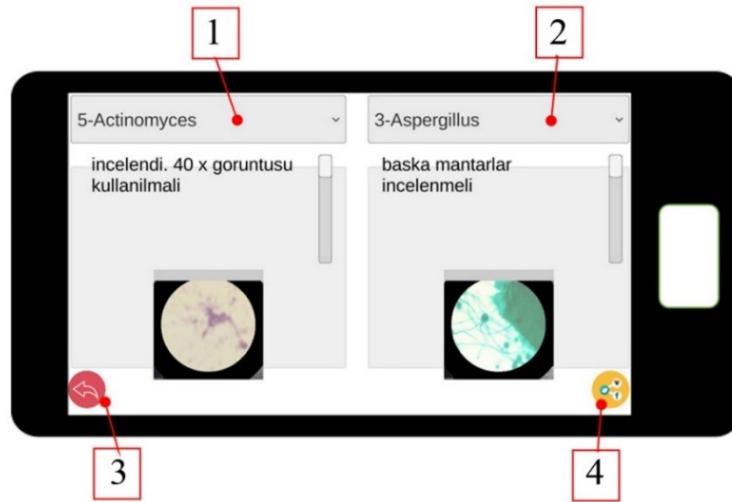 1
2
5-Actinomyces
3-Aspergillus
incelendi. 40 x goruntusu
kullanilmali
baska mantarlar
incelenmeli
3
4